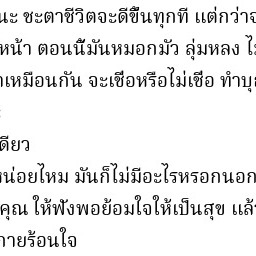 นะ ชะตาชีวิตจะดีขึ้นทุกที แต่กว่าจ
หน้า ตอนนี้มันหมอกมัว ลุ่มหลง ไ
เหมือนกัน จะเชื่อหรือไม่เชื่อ ทำบุ
ดียว
หน่อยไหม มันก็ไม่มีอะไรหรอกนอก
คุณ ให้ฟังพอย้อมใจให้เป็นสุข แล้
กายร้อนใจ